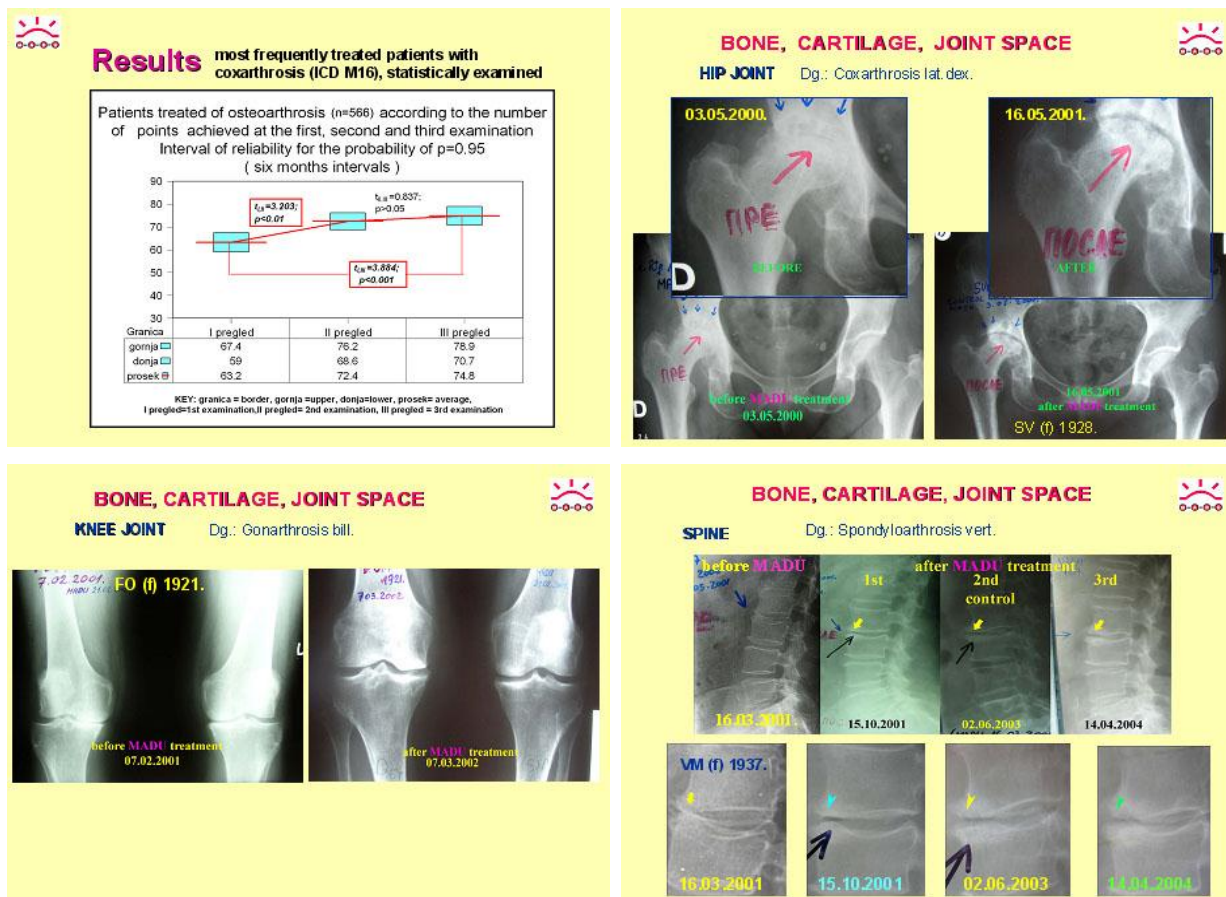 Results
most frequently treated patients with
coxarthrosis (ICD M16), statistically examined
Patients treated of osteoarthrosis (n=566) according to the number
of points achieved at the first, second and third examination
Interval of reliability for the probability of p=0.95
( six months intervals )
90
80
70
60
50
40
30
p<0.01
p>0.05
p<0.001
Granica I pregled II pregled III pregled
gornja 67.4 76.2 78.9
donja 59 68.6 70.7
prosek 63.2 72.4 74.8
KEY: granica = border, gornja =upper, donja=lower, prosek= average,
I pregled=1st examination,II pregled= 2nd examination, III pregled = 3rd examination
BONE, CARTILAGE, JOINT SPACE
HIP JOINT Dg.: Coxarthrosis lat. dex.
03.05.2000.
ПРЕ
BEFORE
D
16.05.2001.
ПОСЛЕ
AFTER
ПРЕ
before MADU treatment
03.05.2000
D
ПОСЛЕ
16.05.2001
after MADU treatment
SV (f) 1928.
BONE, CARTILAGE, JOINT SPACE
KNEE JOINT Dg.: Gonarthrosis bill.
7.02.2001.
FO (f) 1921.
before MADU treatment
07.02.2001
1921.
7.03.2002.
after MADU treatment
07.03.2002
BONE, CARTILAGE, JOINT SPACE
SPINE Dg.: Spondyloarthrosis vert.
before MADU
after MADU treatment
1st
2nd
control
3rd
16.03.2001.
15.10.2001
02.06.2003
14.04.2004
VM (f) 1937.
16.03.2001
15.10.2001
02.06.2003
14.04.2004